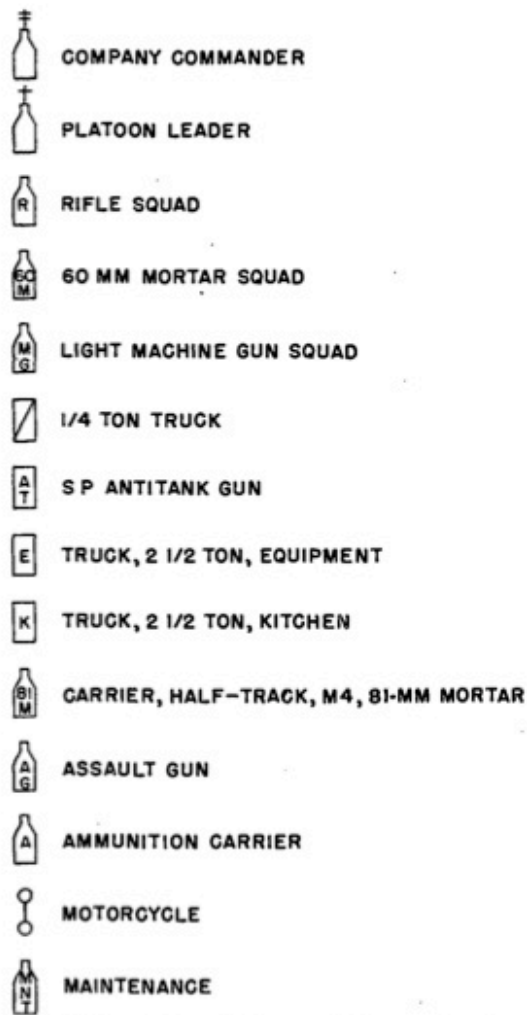 COMPANY COMMANDER
PLATOON LEADER
R RIFLE SQUAD
60 M 60 MM MORTAR SQUAD
M G LIGHT MACHINE GUN SQUAD
1/4 TON TRUCK
A T S P ANTITANK GUN
E TRUCK, 2 1/2 TON, EQUIPMENT
K TRUCK, 2 1/2 TON, KITCHEN
81 M CARRIER, HALF-TRACK, M4, 81-MM MORTAR
A G ASSAULT GUN
A AMMUNITION CARRIER
MOTORCYCLE
M N T MAINTENANCE